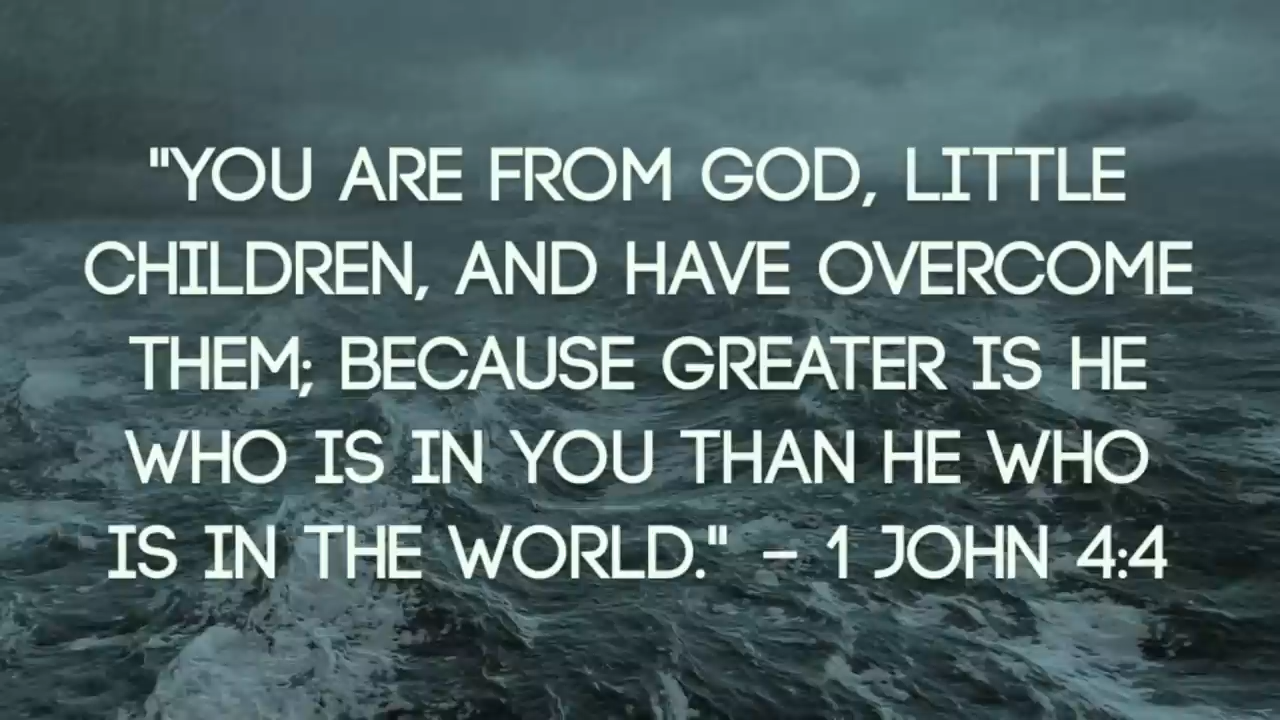 "YOU ARE FROM GOD, LITTLE
CHILDREN, AND HAVE OVERCOME
THEM; BECAUSE GREATER IS HE
WHO IS IN YOU THAN HE WHO
IS IN THE WORLD." – 1 JOHN 4:4